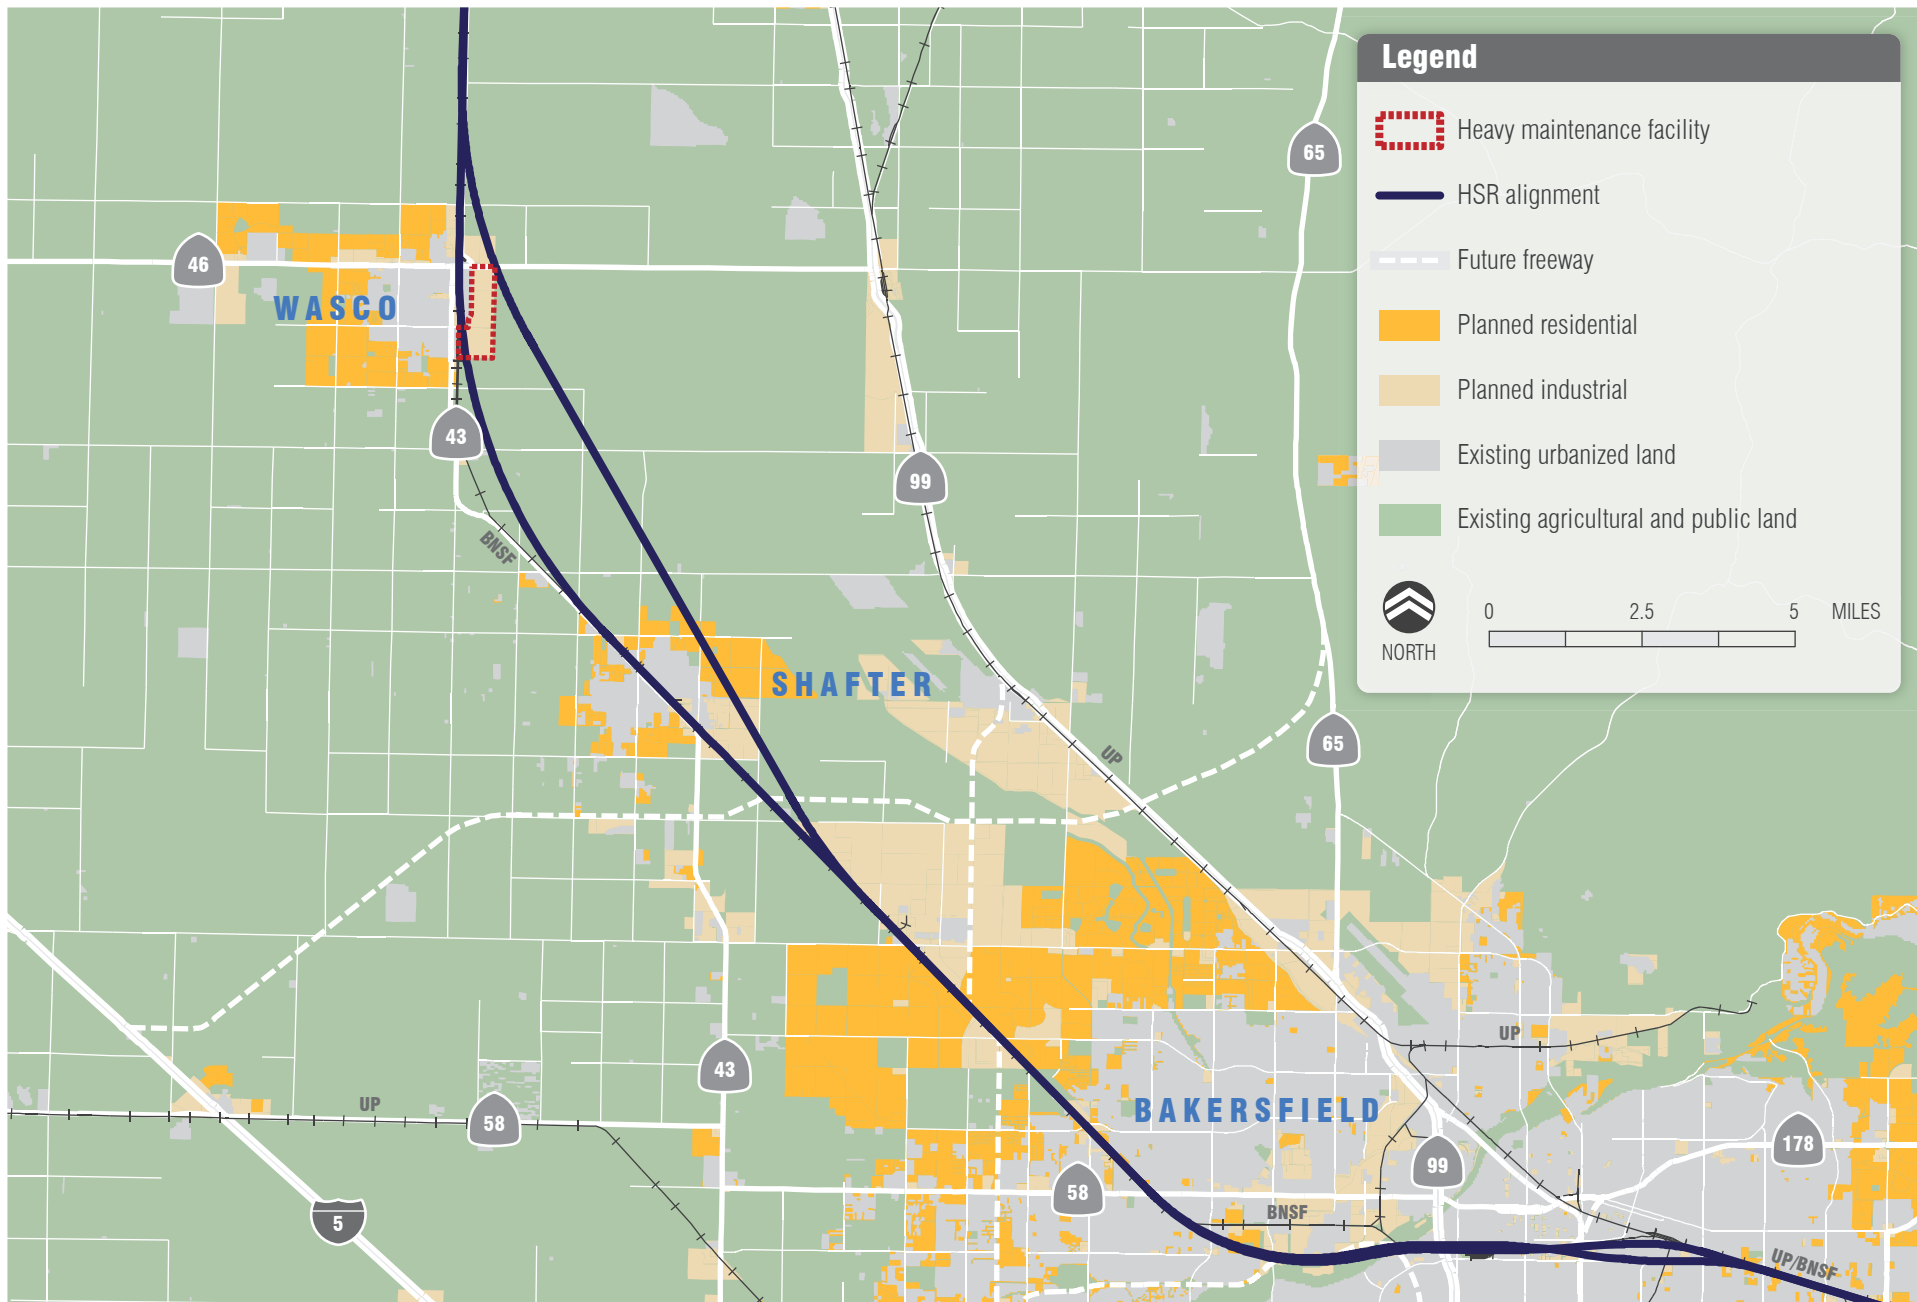 Legend
Heavy maintenance facility
HSR alignment
Future freeway
Planned residential
Planned industrial
Existing urbanized land
Existing agricultural and public land
NORTH
0 2.5 5 MILES
65
46
WASCO
43
BNSF
99
SHAFTER
UP
65
43
UP
UP
58
BAKERSFIELD
178
99
58
BNSF
5
UP/BNSF